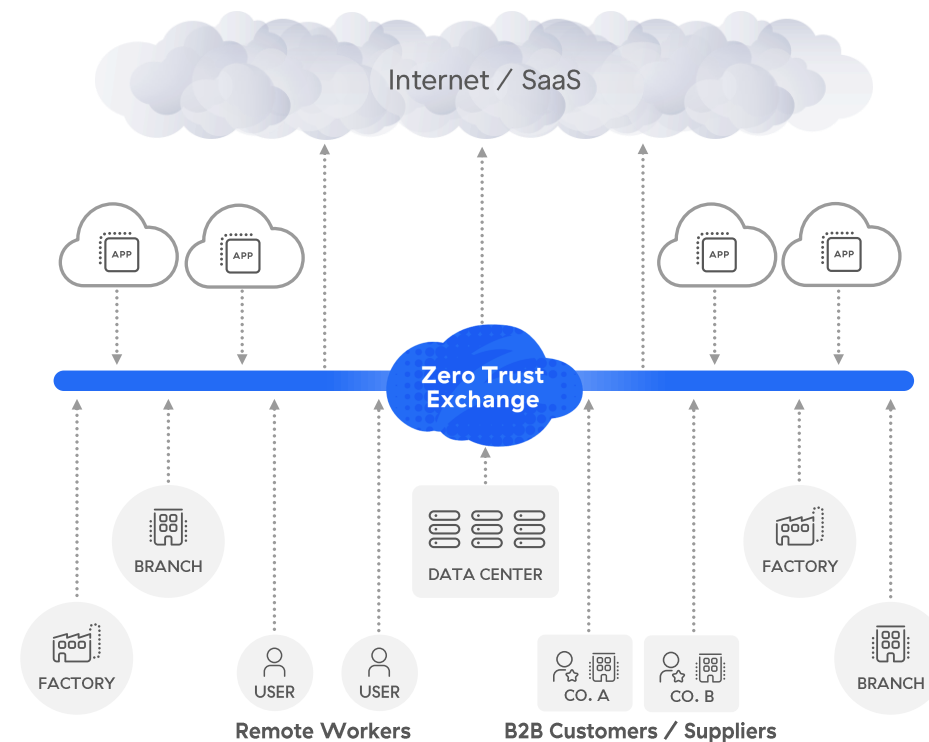 Internet / SaaS
APP
APP
APP
APP
Zero Trust
Exchange
BRANCH
DATA CENTER
FACTORY
FACTORY
USER
USER
CO. A
CO. B
BRANCH
Remote Workers
B2B Customers / Suppliers